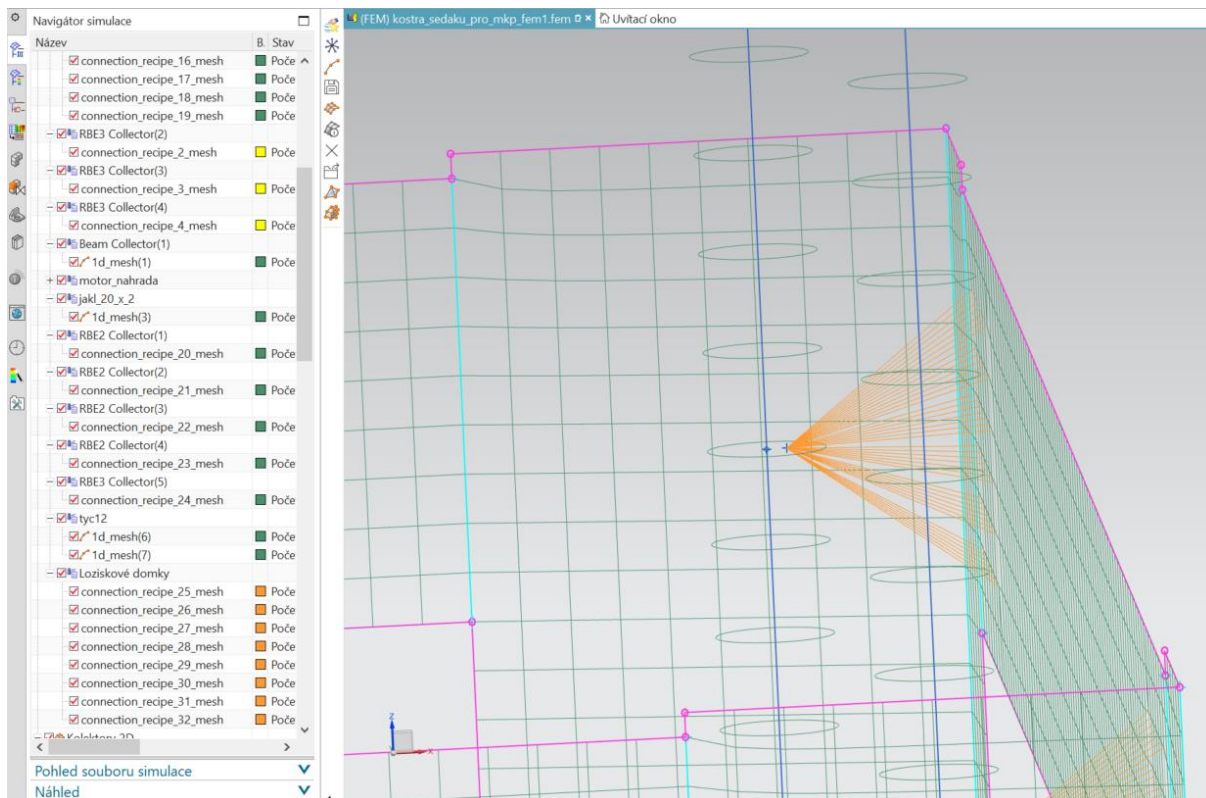 Navigátor simulace
Název B. Stav
connection_recipe_16_mesh Poče
connection_recipe_17_mesh Poče
connection_recipe_18_mesh Poče
connection_recipe_19_mesh Poče
RBE3 Collector(2)
connection_recipe_2_mesh Poče
RBE3 Collector(3)
connection_recipe_3_mesh Poče
RBE3 Collector(4)
connection_recipe_4_mesh Poče
Beam Collector(1)
1d_mesh(1) Poče
motor_nahrada
jakl_20_x_2
1d_mesh(3) Poče
RBE2 Collector(1)
connection_recipe_20_mesh Poče
RBE2 Collector(2)
connection_recipe_21_mesh Poče
RBE2 Collector(3)
connection_recipe_22_mesh Poče
RBE2 Collector(4)
connection_recipe_23_mesh Poče
RBE3 Collector(5)
connection_recipe_24_mesh Poče
tyc12
1d_mesh(6) Poče
1d_mesh(7) Poče
Loziskové domky
connection_recipe_25_mesh Poče
connection_recipe_26_mesh Poče
connection_recipe_27_mesh Poče
connection_recipe_28_mesh Poče
connection_recipe_29_mesh Poče
connection_recipe_30_mesh Poče
connection_recipe_31_mesh Poče
connection_recipe_32_mesh Poče
Kolektory 2D
Pohled souboru simulace
Náhled
(FEM) kostra_sedaku_pro_mkp_fem1.fem
Uvítací okno
Z
X